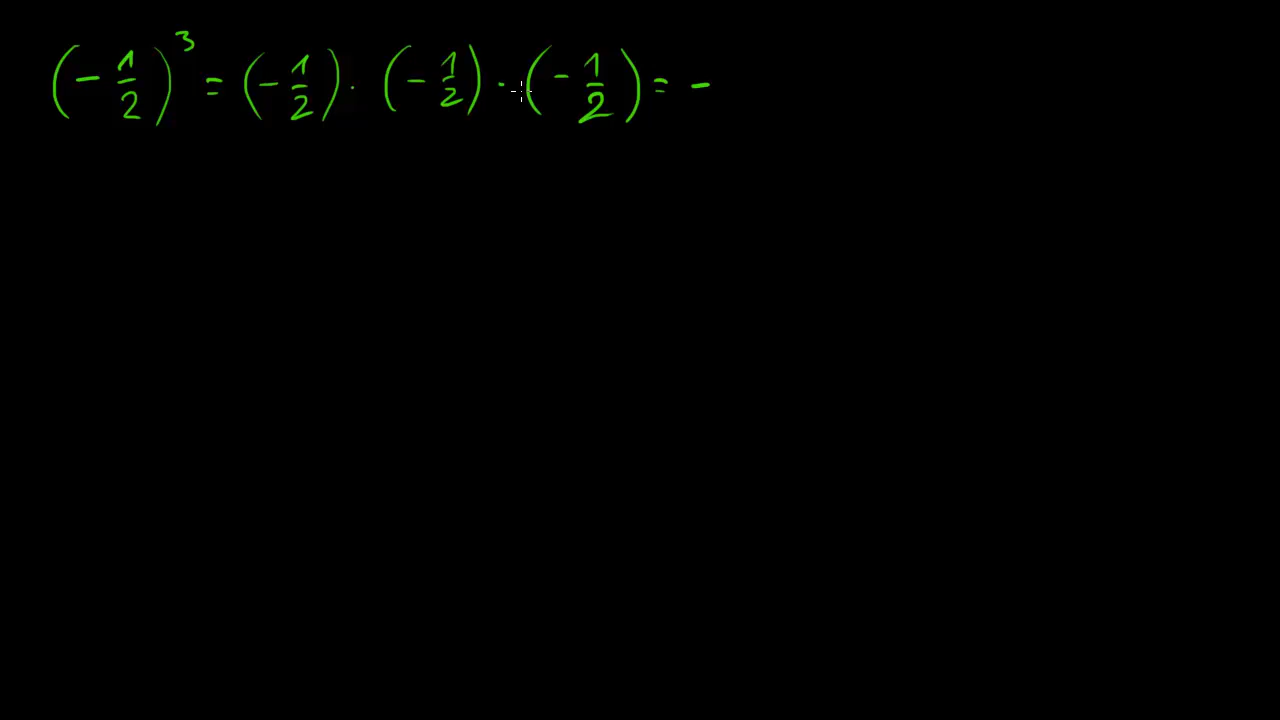 (-1/2)^3 = (-1/2) · (-1/2) · (-1/2) = -